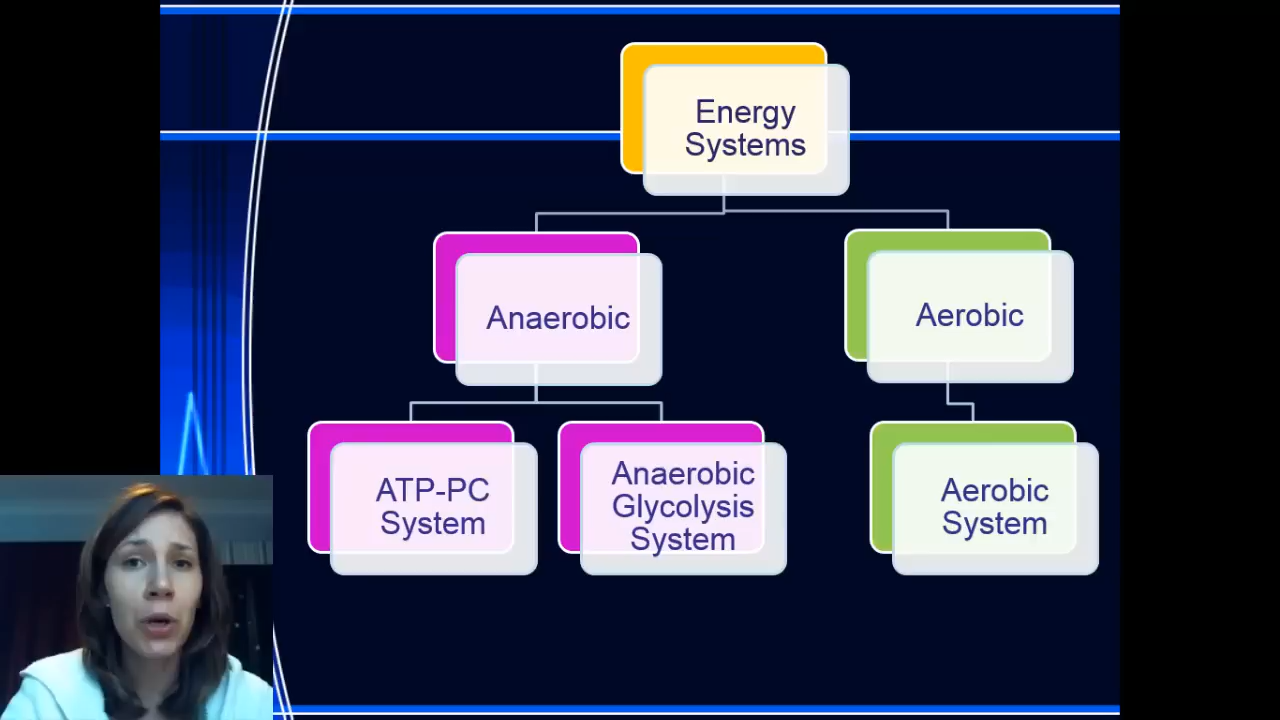 Energy
Systems
Anaerobic
Aerobic
ATP-PC
System
Anaerobic
Glycolysis
System
Aerobic
System